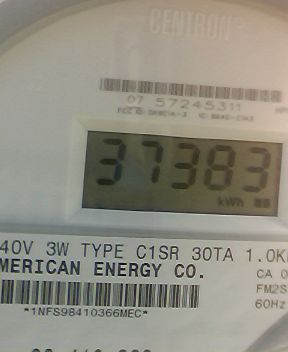 CENTRON®
07 57245311
37383
kWh
40V 3W TYPE C1SR 30TA 1.0K
MERICAN ENERGY CO.
CA 0
FM2S
60Hz
*1NFS98410366MEC*